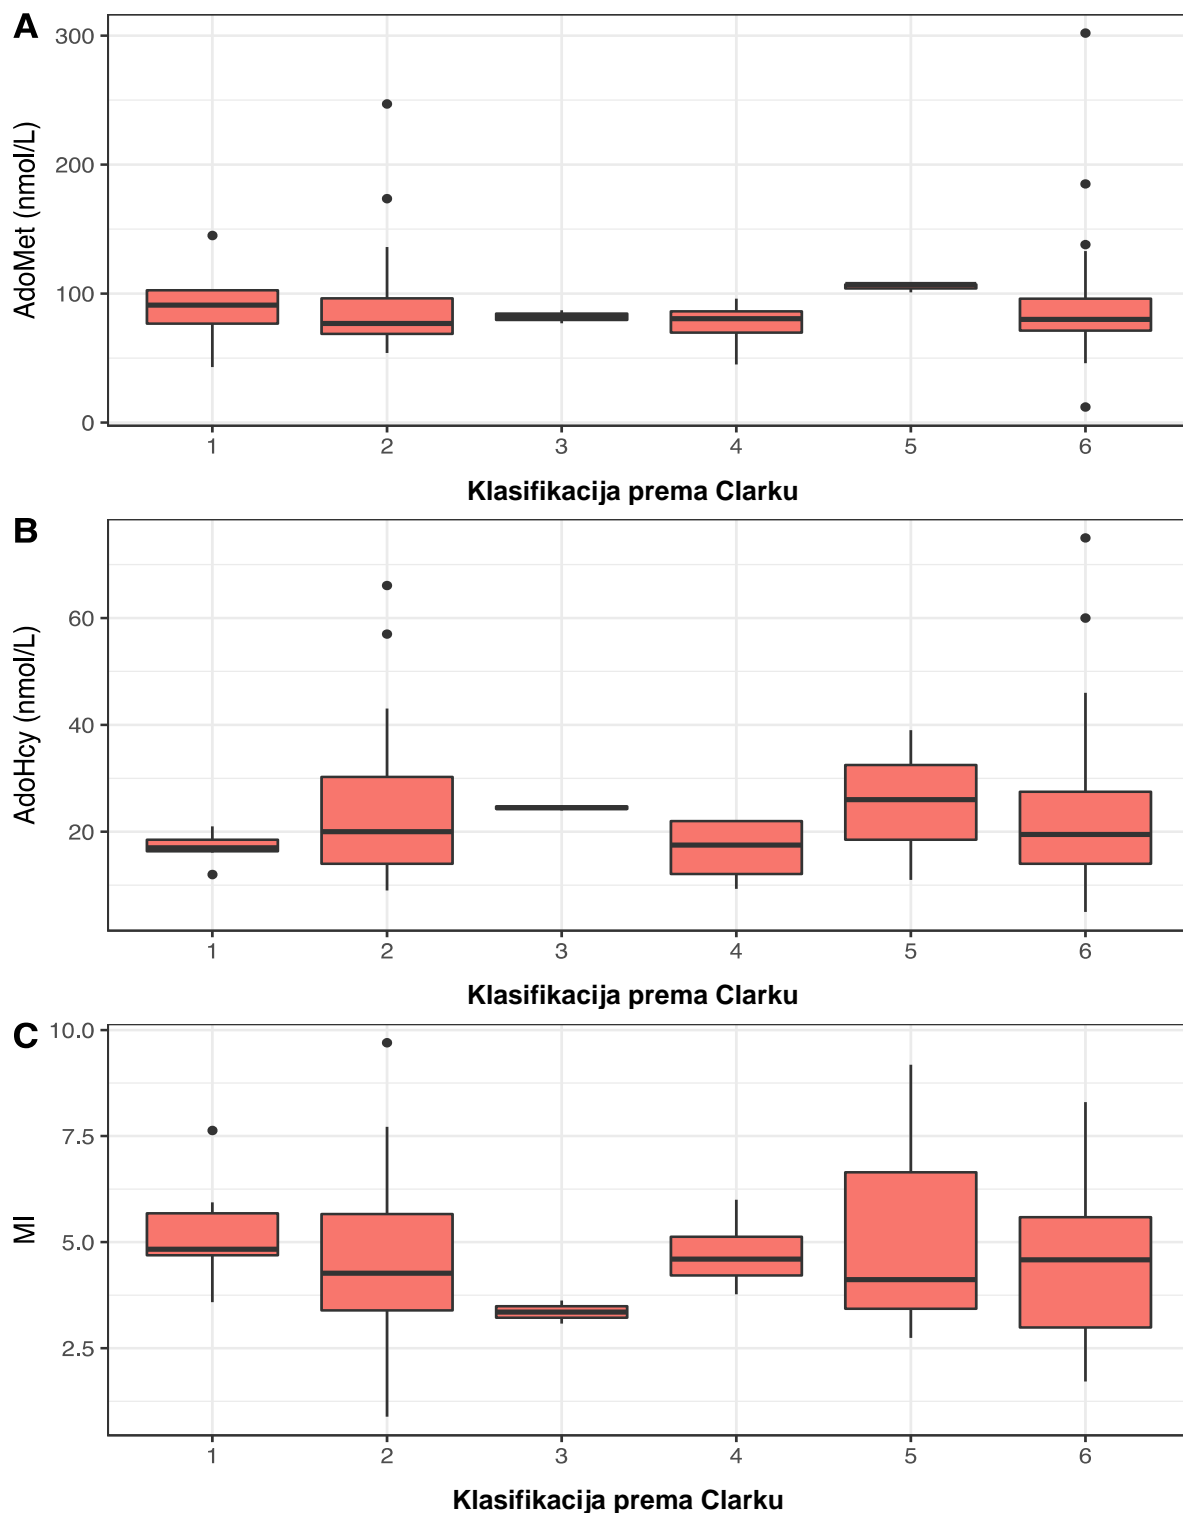 A
AdoMet (nmol/L)
300
200
100
0
1 2 3 4 5 6
Klasifikacija prema Clarku
B
AdoHcy (nmol/L)
60
40
20
1 2 3 4 5 6
Klasifikacija prema Clarku
C
MI
10.0
7.5
5.0
2.5
1 2 3 4 5 6
Klasifikacija prema Clarku